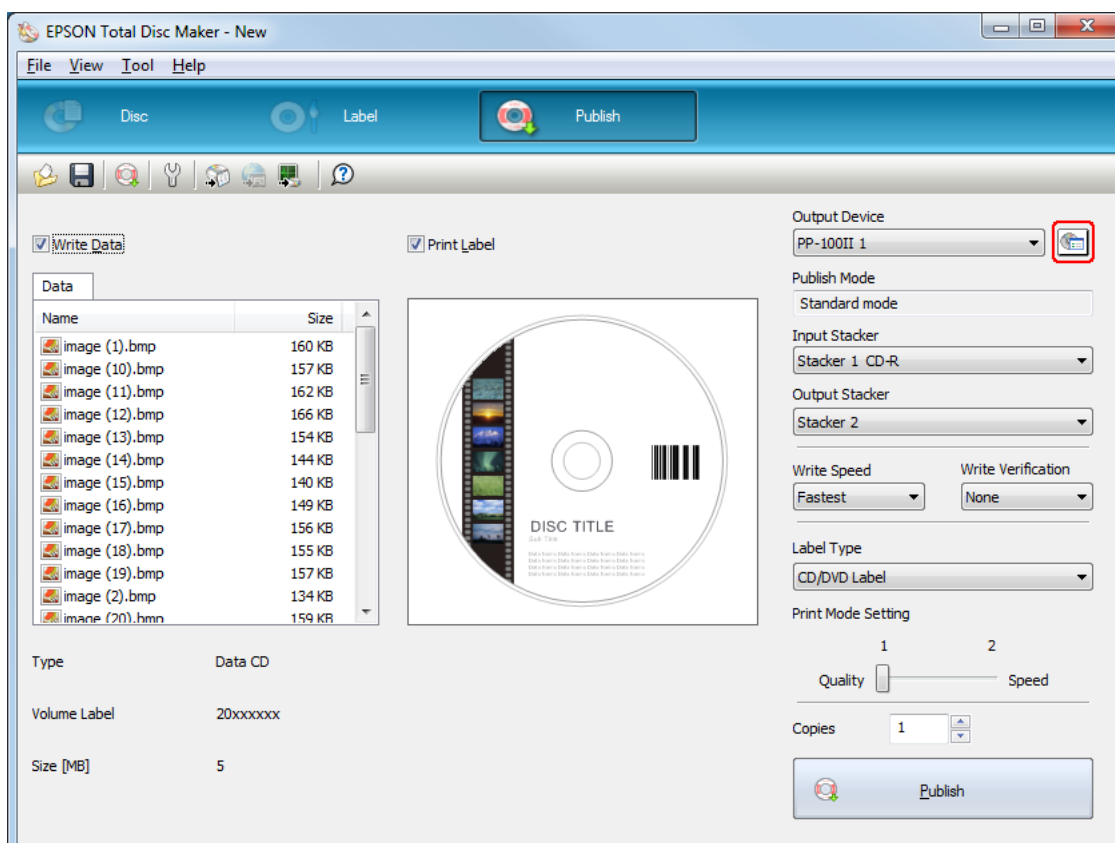 EPSON Total Disc Maker - New
File View Tool Help
Disc Label Publish
Write Data
Print Label
Data
Name Size
image (1).bmp 160 KB
image (10).bmp 157 KB
image (11).bmp 162 KB
image (12).bmp 166 KB
image (13).bmp 154 KB
image (14).bmp 144 KB
image (15).bmp 140 KB
image (16).bmp 149 KB
image (17).bmp 156 KB
image (18).bmp 155 KB
image (19).bmp 157 KB
image (2).bmp 134 KB
image (20).bmp 159 KB
DISC TITLE
Sub Title
Type Data CD
Volume Label 20xxxxxx
Size [MB] 5
Output Device
PP-100II 1
Publish Mode
Standard mode
Input Stacker
Stacker 1 CD-R
Output Stacker
Stacker 2
Write Speed Write Verification
Fastest None
Label Type
CD/DVD Label
Print Mode Setting
1 2
Quality Speed
Copies 1
Publish